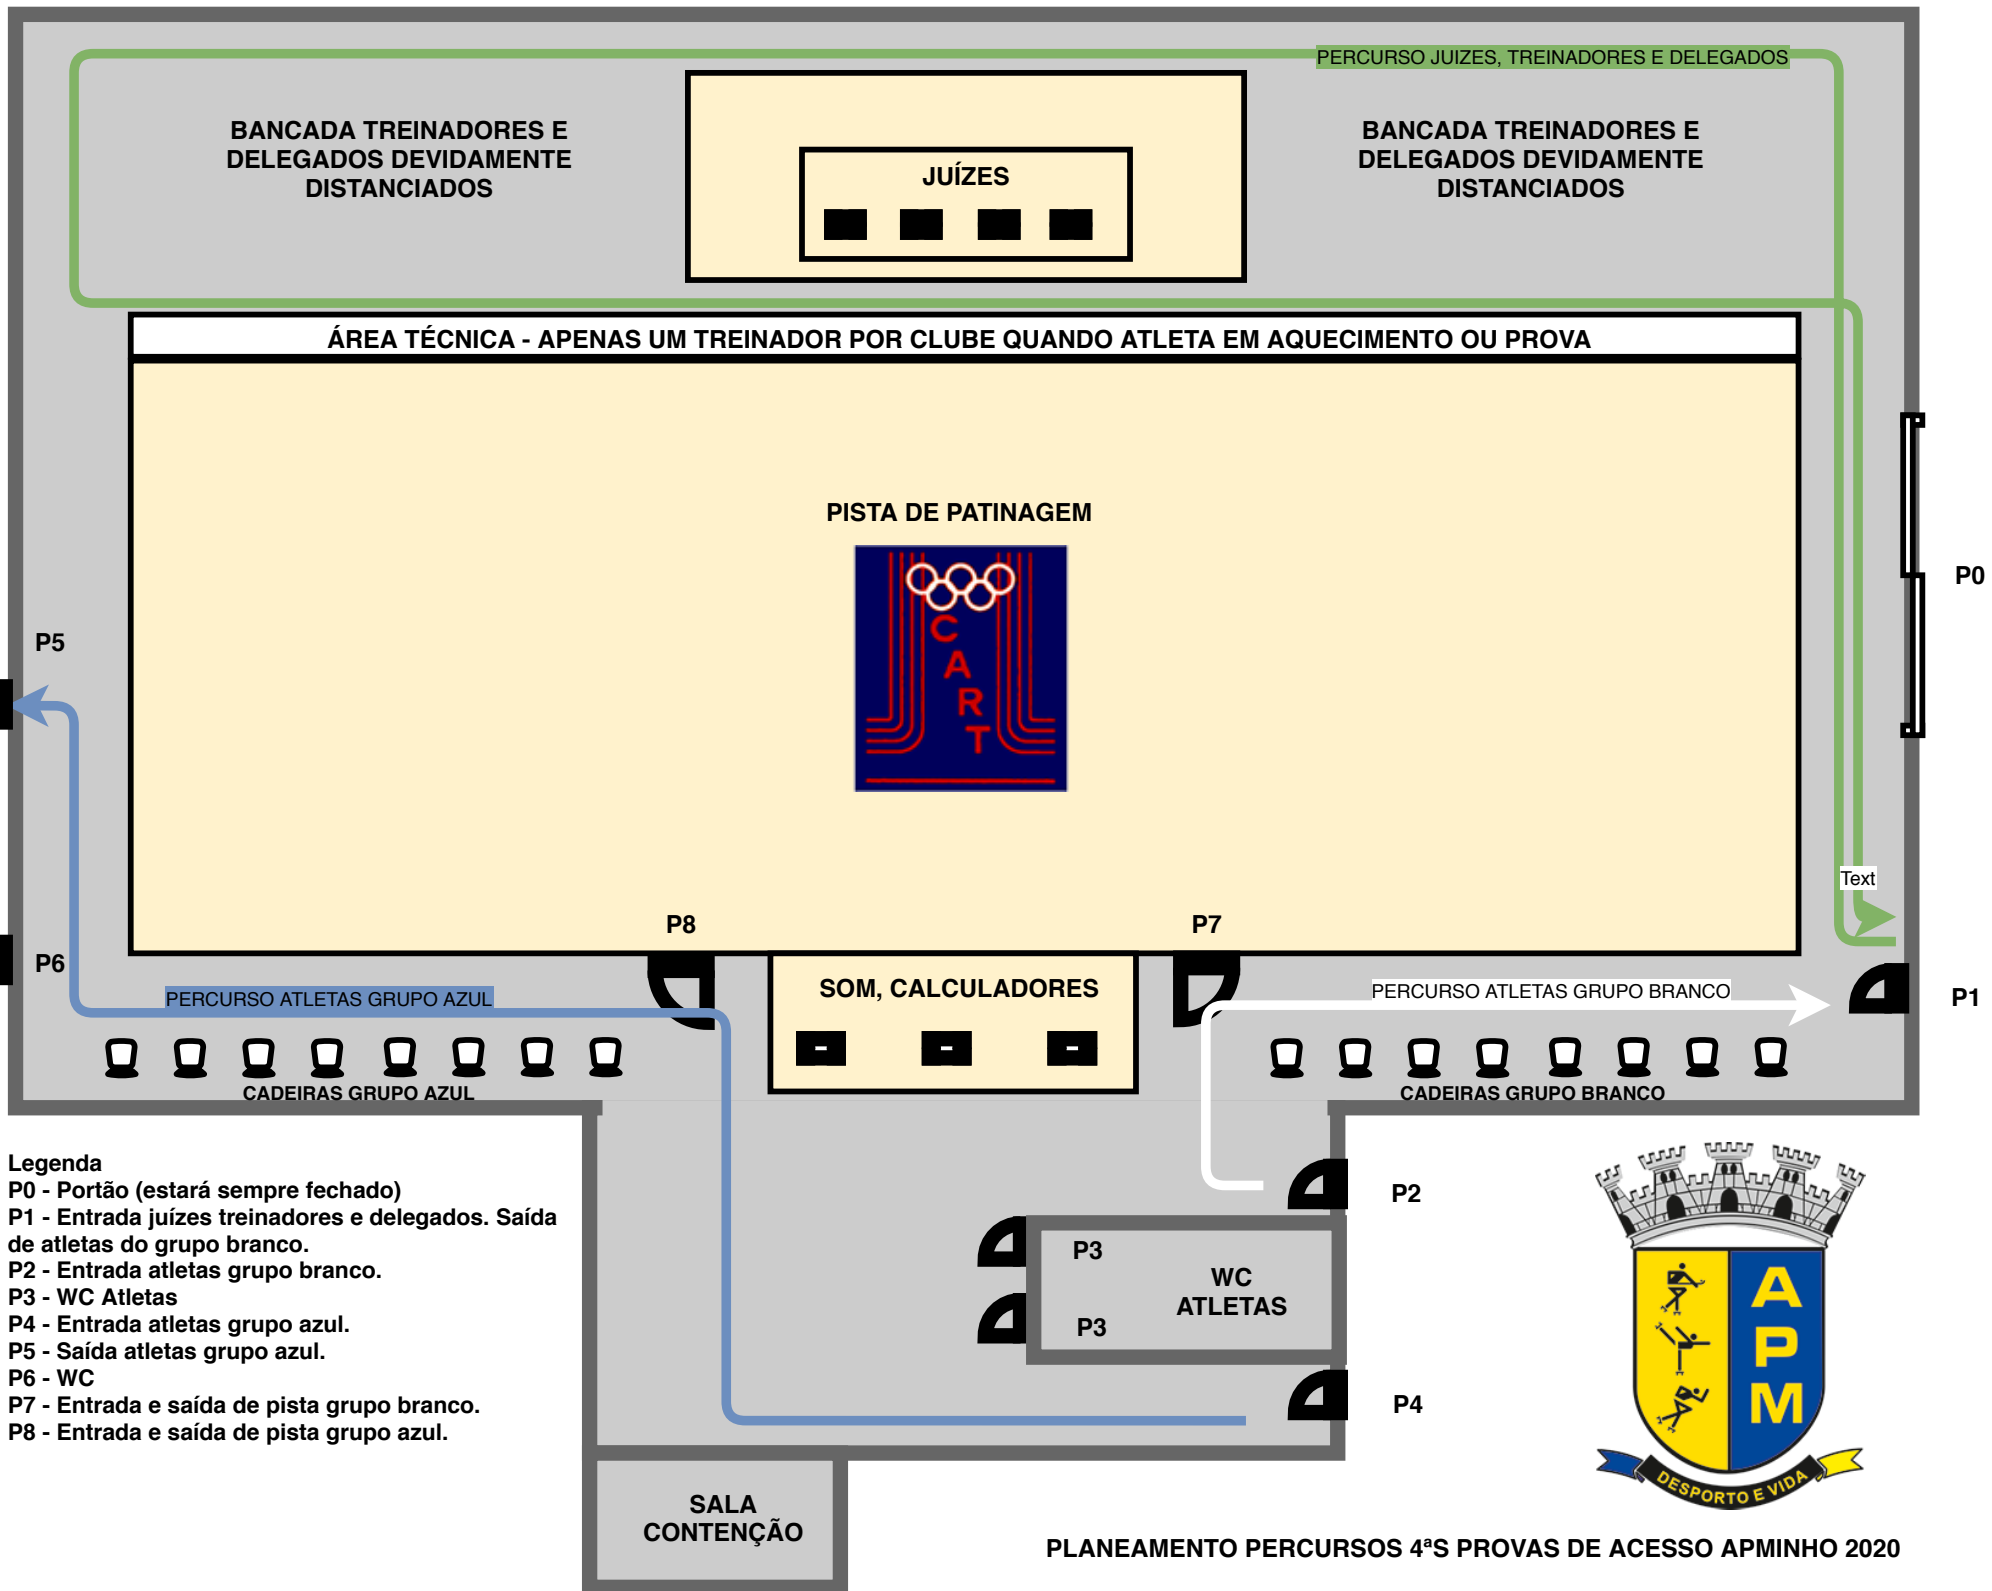 PERCURSO JUIZES, TREINADORES E DELEGADOS
BANCADA TREINADORES E
DELEGADOS DEVIDAMENTE
DISTANCIADOS
JUÍZES
BANCADA TREINADORES E
DELEGADOS DEVIDAMENTE
DISTANCIADOS
ÁREA TÉCNICA - APENAS UM TREINADOR POR CLUBE QUANDO ATLETA EM AQUECIMENTO OU PROVA
PISTA DE PATINAGEM
C
A
R
T
P0
P5
Text
P8
P7
P6
SOM, CALCULADORES
PERCURSO ATLETAS GRUPO AZUL
PERCURSO ATLETAS GRUPO BRANCO
P1
CADEIRAS GRUPO AZUL
CADEIRAS GRUPO BRANCO
Legenda
P0 - Portão (estará sempre fechado)
P1 - Entrada juízes treinadores e delegados. Saída
de atletas do grupo branco.
P2 - Entrada atletas grupo branco.
P3 - WC Atletas
P4 - Entrada atletas grupo azul.
P5 - Saída atletas grupo azul.
P6 - WC
P7 - Entrada e saída de pista grupo branco.
P8 - Entrada e saída de pista grupo azul.
P2
P3
WC
ATLETAS
P3
P4
A
P
M
DESPORTO E VIDA
SALA
CONTENÇÃO
PLANEAMENTO PERCURSOS 4ªS PROVAS DE ACESSO APMINHO 2020